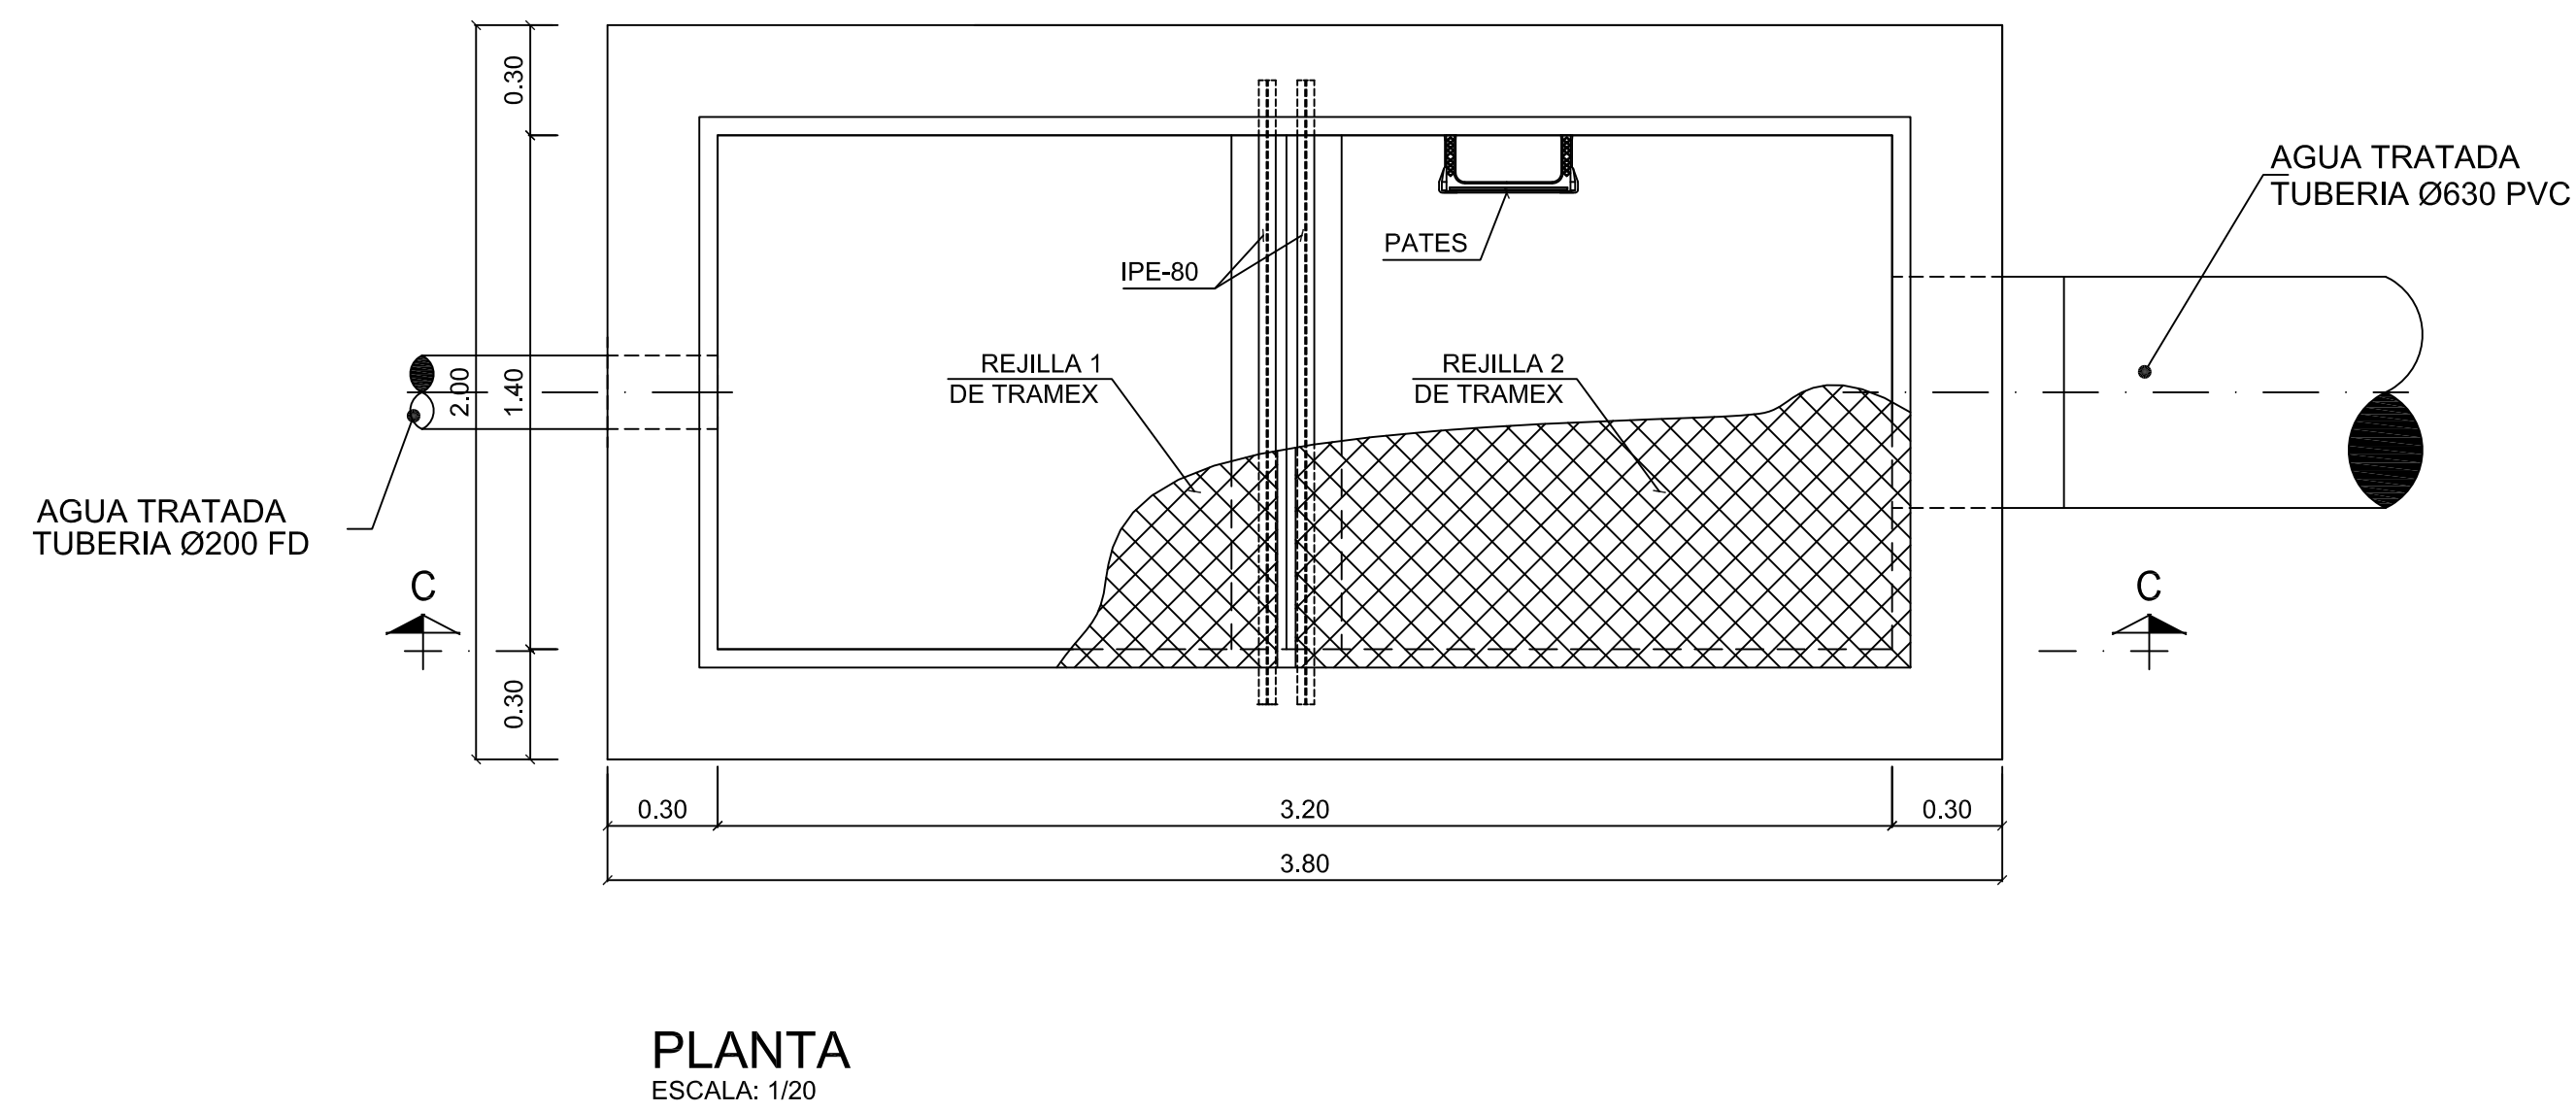 0.30
AGUA TRATADA
TUBERIA Ø630 PVC
PATES
IPE-80
REJILLA 1
DE TRAMEX
REJILLA 2
DE TRAMEX
2.00
1.40
AGUA TRATADA
TUBERIA Ø200 FD
C
C
0.30
0.30
3.20
0.30
3.80
PLANTA
ESCALA: 1/20